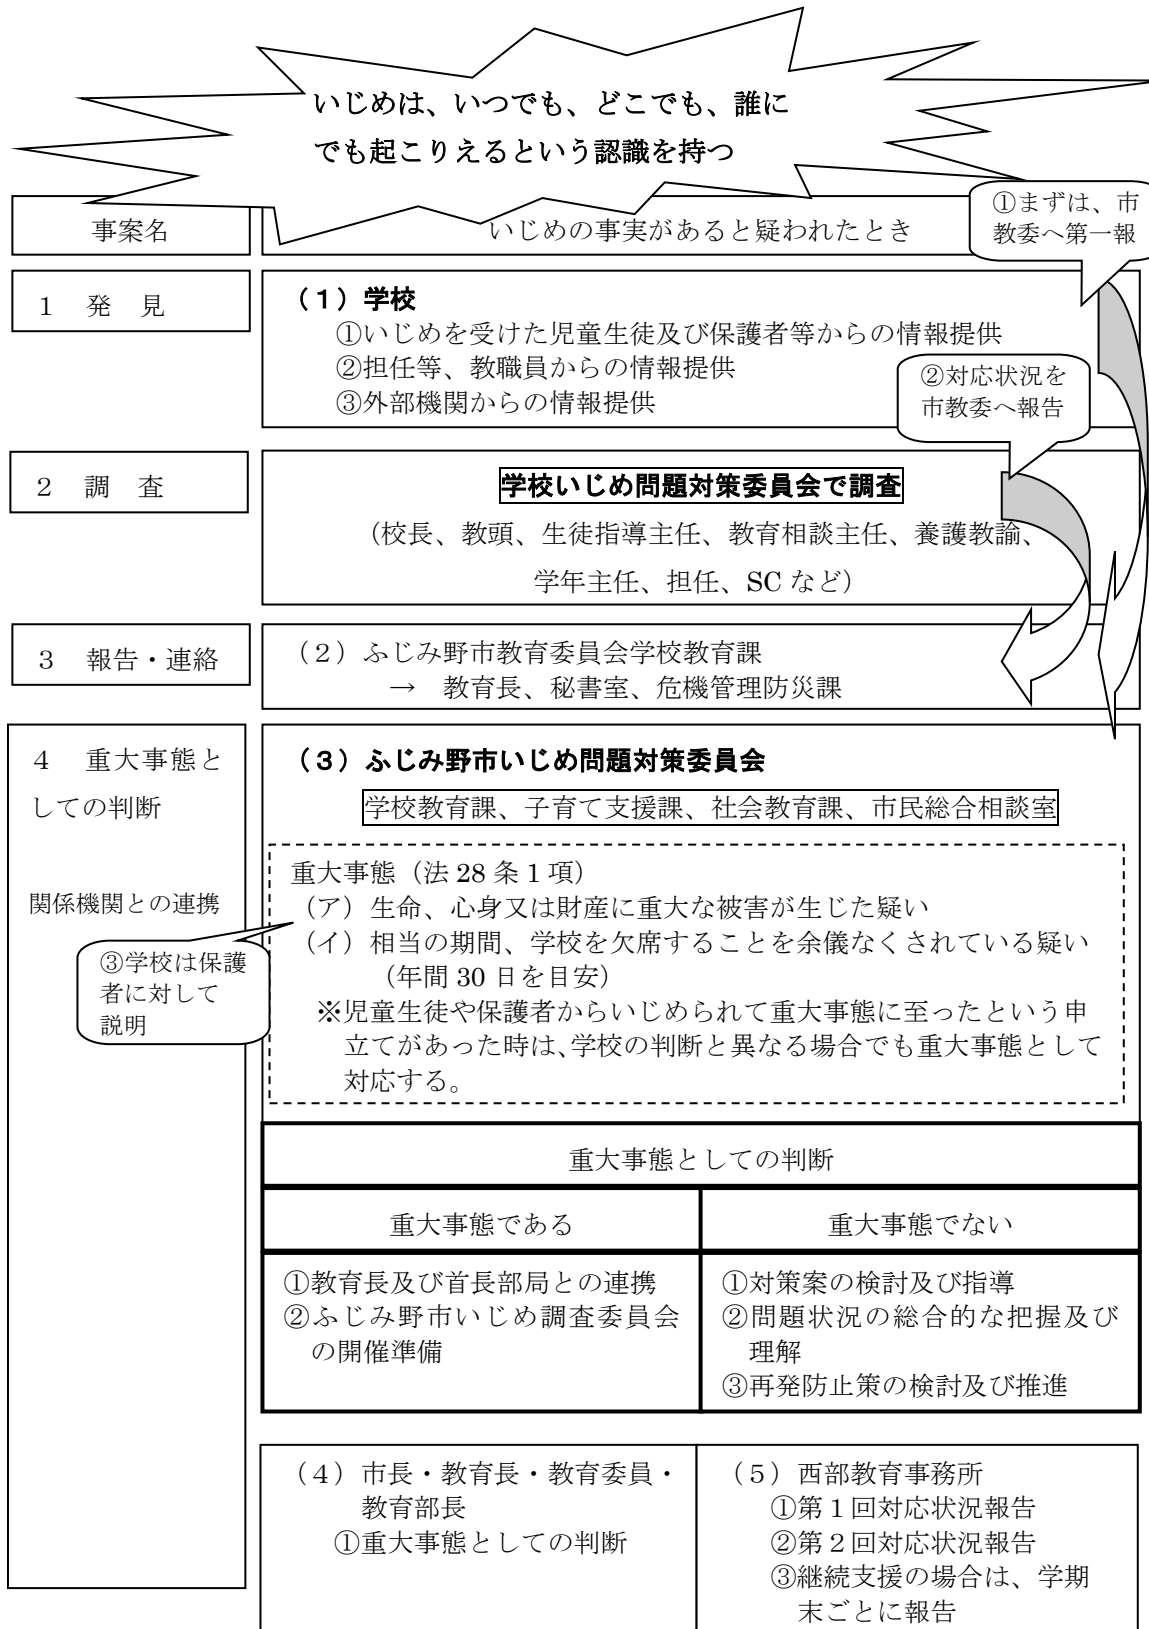 いじめは、いつでも、どこでも、誰に
でも起こりえるという認識を持つ
事案名
いじめの事実があると疑われたとき
①まずは、市
教委へ第一報
1 発 見
（１）学校
①いじめを受けた児童生徒及び保護者等からの情報提供
②担任等、教職員からの情報提供
③外部機関からの情報提供
②対応状況を
市教委へ報告
２ 調 査
学校いじめ問題対策委員会で調査
（校長、教頭、生徒指導主任、教育相談主任、養護教諭、
学年主任、担任、SC など）
３ 報告・連絡
（２）ふじみ野市教育委員会学校教育課
→ 教育長、秘書室、危機管理防災課
４ 重大事態と
しての判断
関係機関との連携
③学校は保護
者に対して
説明
（３）ふじみ野市いじめ問題対策委員会
学校教育課、子育て支援課、社会教育課、市民総合相談室
重大事態（法 28 条 1 項）
（ア）生命、心身又は財産に重大な被害が生じた疑い
（イ）相当の期間、学校を欠席することを余儀なくされている疑い
（年間 30 日を目安）
※児童生徒や保護者からいじめられて重大事態に至ったという申
立てがあった時は、学校の判断と異なる場合でも重大事態として
対応する。
重大事態としての判断
重大事態である
重大事態でない
①教育長及び首長部局との連携
②ふじみ野市いじめ調査委員会
の開催準備
①対策案の検討及び指導
②問題状況の総合的な把握及び
理解
③再発防止策の検討及び推進
（４）市長・教育長・教育委員・
教育部長
①重大事態としての判断
（５）西部教育事務所
①第１回対応状況報告
②第２回対応状況報告
③継続支援の場合は、学期
末ごとに報告